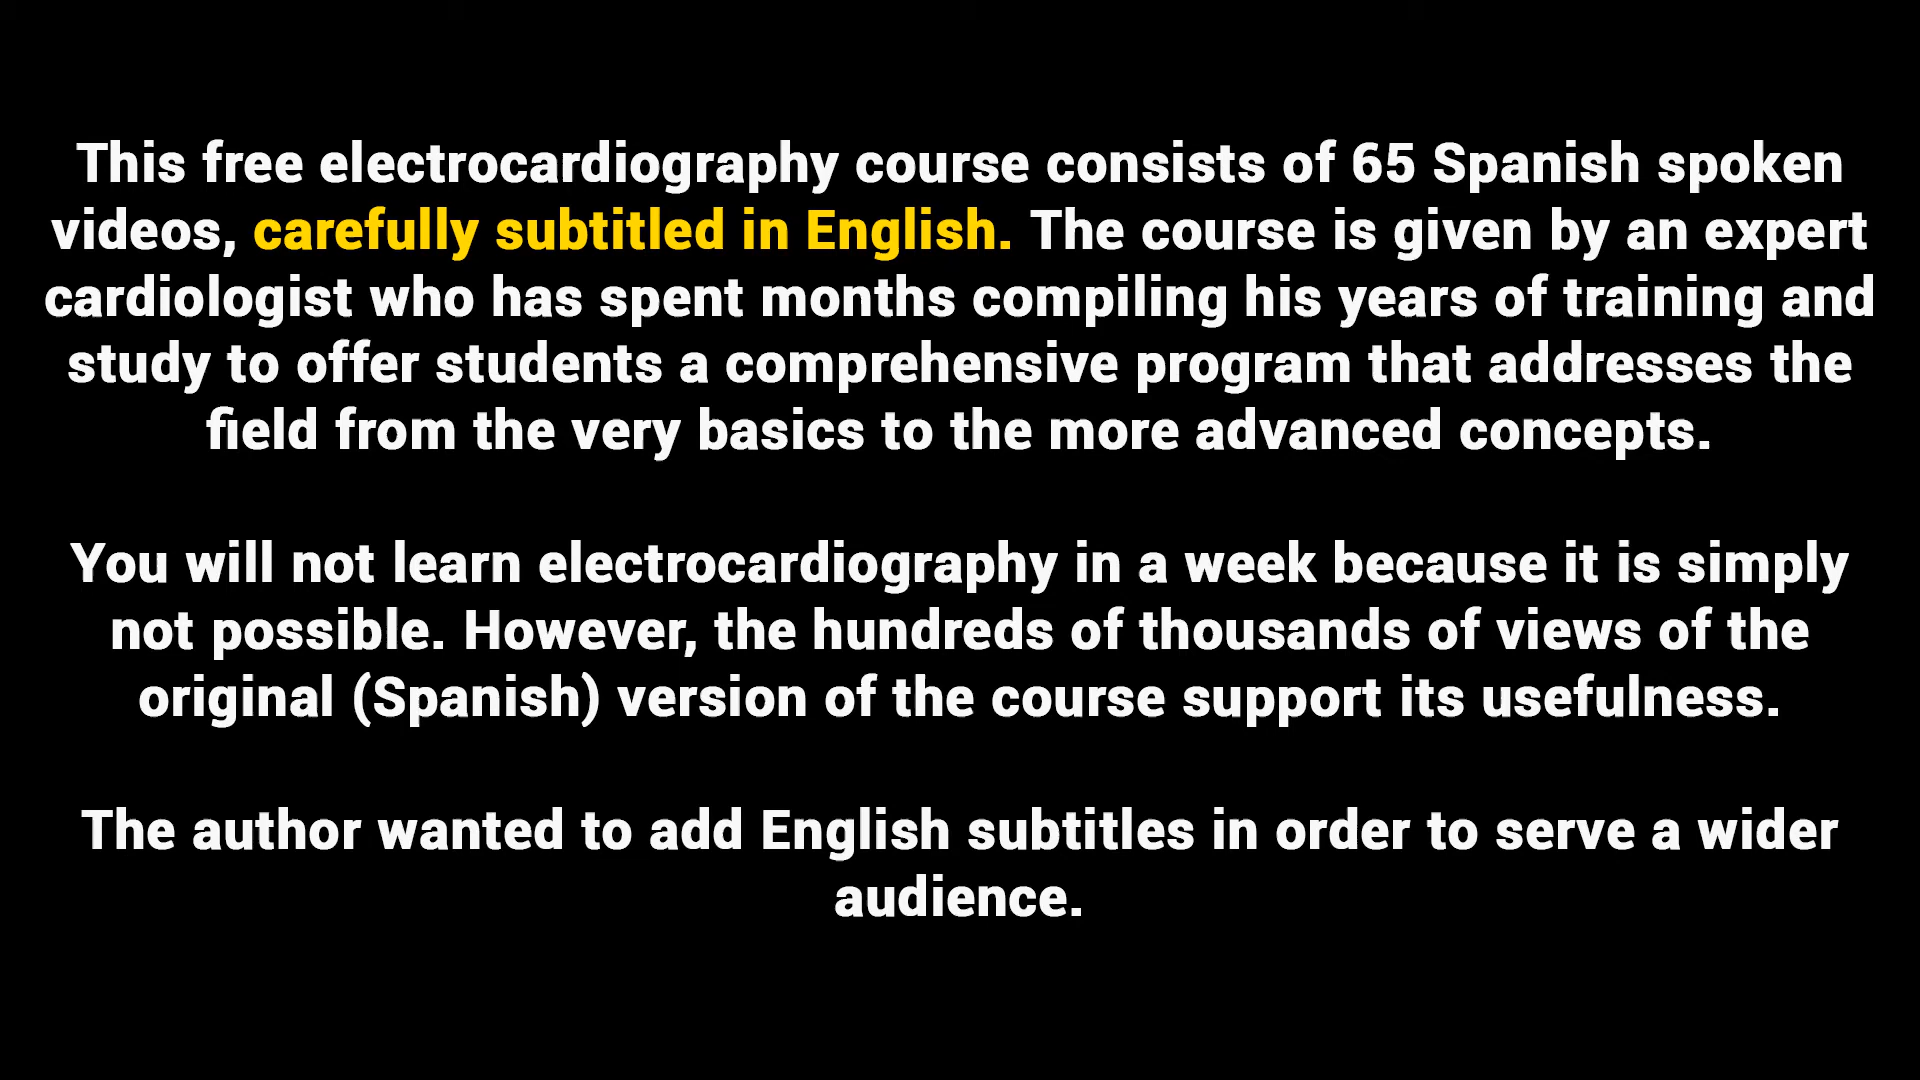 This free electrocardiography course consists of 65 Spanish spoken
videos, carefully subtitled in English. The course is given by an expert
cardiologist who has spent months compiling his years of training and
study to offer students a comprehensive program that addresses the
field from the very basics to the more advanced concepts.
You will not learn electrocardiography in a week because it is simply
not possible. However, the hundreds of thousands of views of the
original (Spanish) version of the course support its usefulness.
The author wanted to add English subtitles in order to serve a wider
audience.